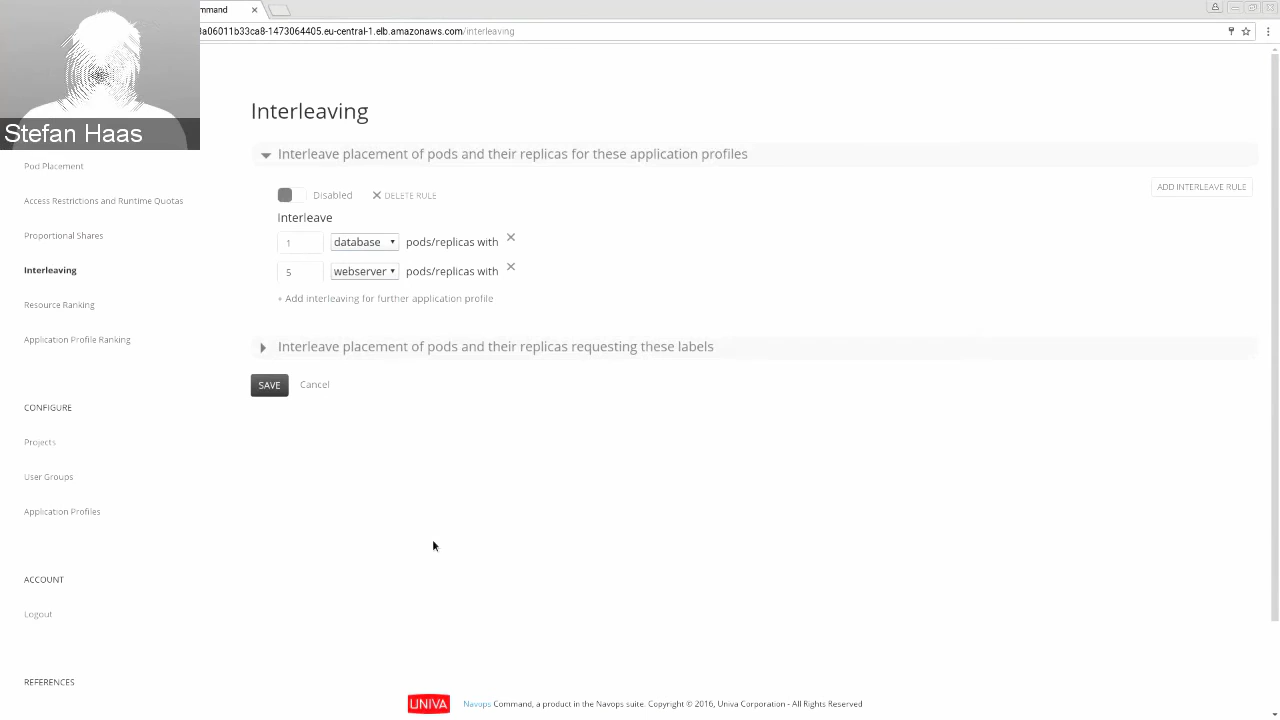 mmand
la06011b33ca8-1473064405.eu-central-1.elb.amazonaws.com/interleaving
Stefan Haas
Pod Placement
Access Restrictions and Runtime Quotas
Proportional Shares
Interleaving
Resource Ranking
Application Profile Ranking
CONFIGURE
Projects
User Groups
Application Profiles
ACCOUNT
Logout
REFERENCES
Interleaving
Interleave placement of pods and their replicas for these application profiles
Disabled DELETE RULE
ADD INTERLEAVE RULE
Interleave
1 database pods/replicas with
5 webserver pods/replicas with
+ Add interleaving for further application profile
Interleave placement of pods and their replicas requesting these labels
SAVE Cancel
UNIVA Navops Command, a product in the Navops suite. Copyright © 2016, Univa Corporation - All Rights Reserved